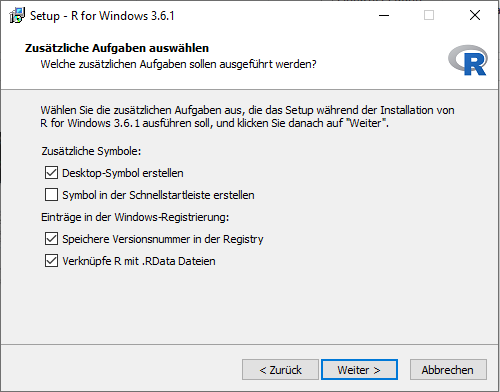 Setup - R for Windows 3.6.1
Zusätzliche Aufgaben auswählen
Welche zusätzlichen Aufgaben sollen ausgeführt werden?
R
Wählen Sie die zusätzlichen Aufgaben aus, die das Setup während der Installation von
R for Windows 3.6.1 ausführen soll, und klicken Sie danach auf "Weiter".
Zusätzliche Symbole:
Desktop-Symbol erstellen
Symbol in der Schnellstartleiste erstellen
Einträge in der Windows-Registrierung:
Speichere Versionsnummer in der Registry
Verknüpfe R mit .RData Dateien
< Zurück
Weiter >
Abbrechen